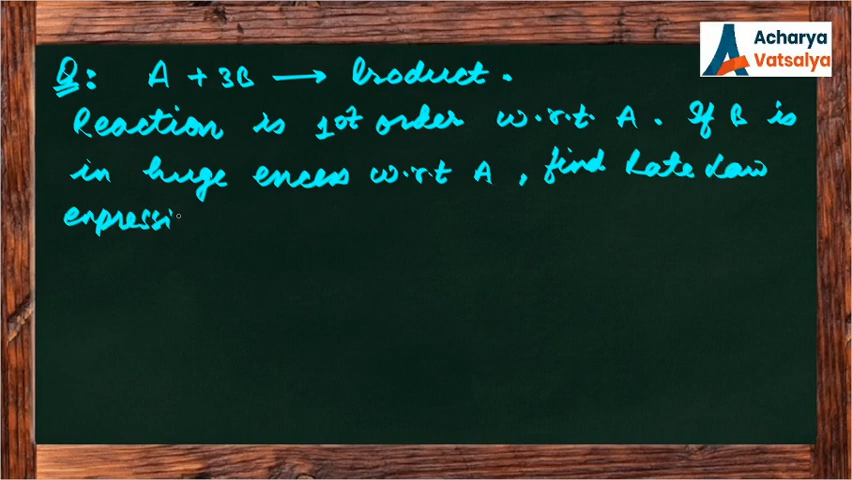 Acharya
Vatsalya
Q: A + 3B ⟶ Product.
Reaction is 1st order w.r.t. A. If B is
in huge excess w.r.t A, find Rate Law
expressi